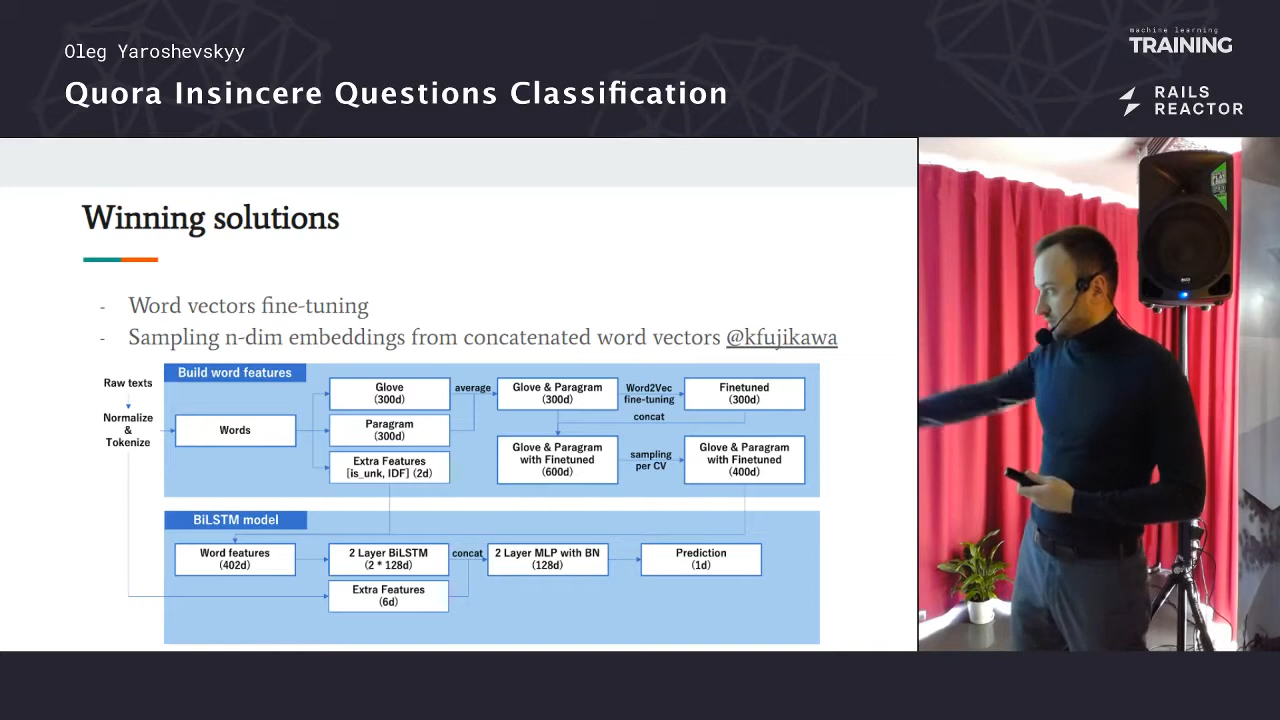 Oleg Yaroshevskyy
Quora Insincere Questions Classification
machine learning
TRAINING
RAILS
REACTOR
Winning solutions
- Word vectors fine-tuning
- Sampling n-dim embeddings from concatenated word vectors @kfujikawa
Build word features
Raw texts
Normalize
&
Tokenize
Words
Glove
(300d)
Paragram
(300d)
Extra Features
[is_unk, IDF] (2d)
average
Glove & Paragram
(300d)
Word2Vec
fine-tuning
Finetuned
(300d)
concat
Glove & Paragram
with Finetuned
(600d)
sampling
per CV
Glove & Paragram
with Finetuned
(400d)
BiLSTM model
Word features
(402d)
2 Layer BiLSTM
(2 * 128d)
concat
2 Layer MLP with BN
(128d)
Prediction
(1d)
Extra Features
(6d)